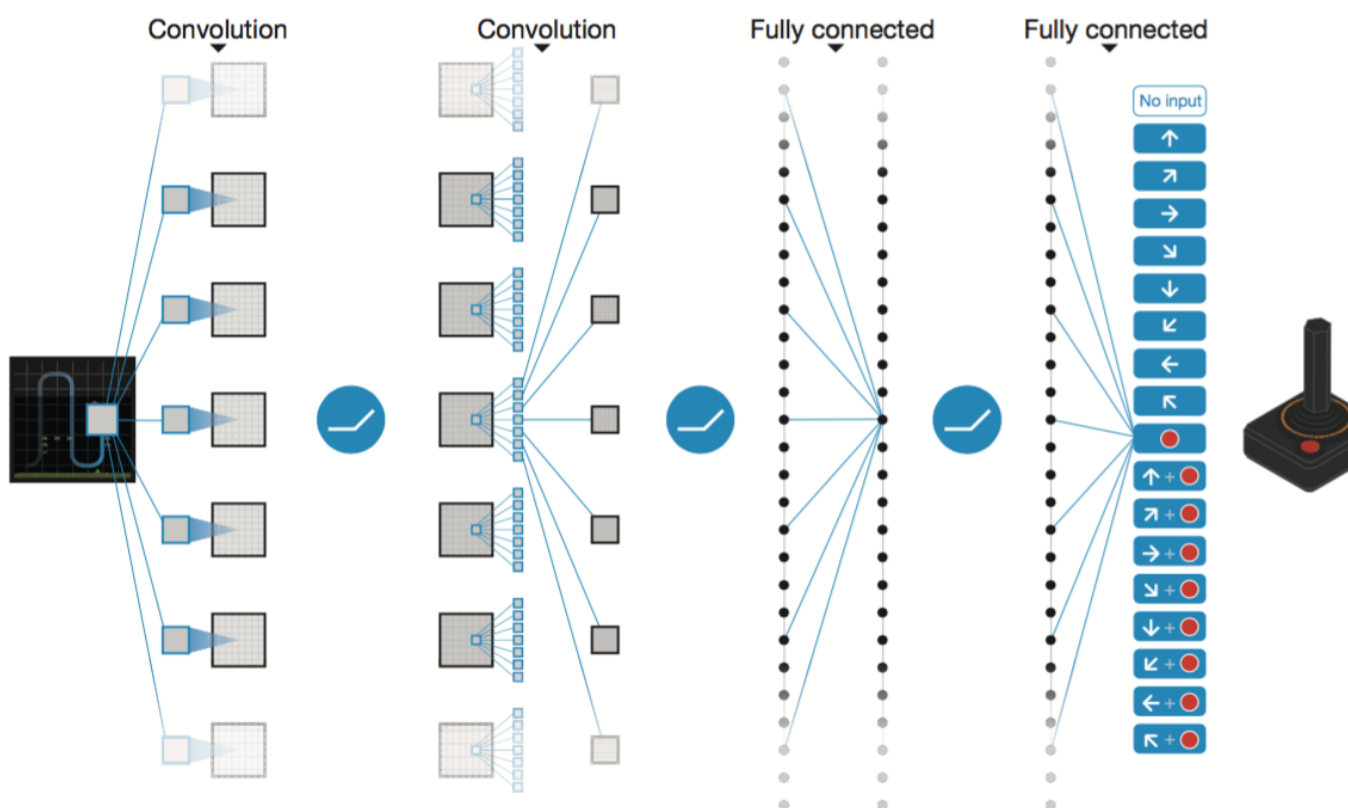 Convolution
Convolution
Fully connected
Fully connected
No input
+
+
+
+
+
+
+
+